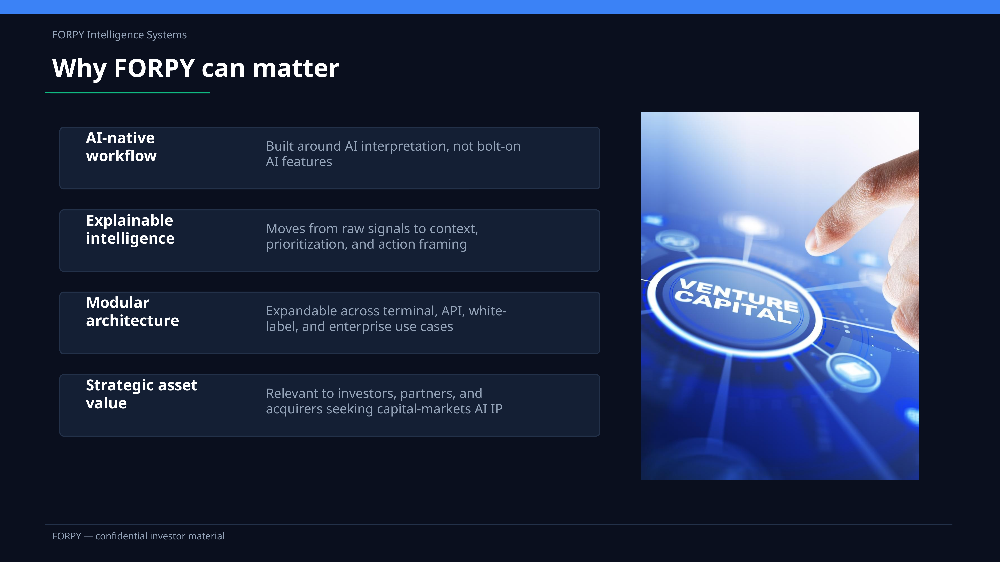 FORPY Intelligence Systems
Why FORPY can matter
AI-native
workflow
Built around AI interpretation, not bolt-on
AI features
Explainable
intelligence
Moves from raw signals to context,
prioritization, and action framing
Modular
architecture
Expandable across terminal, API, white-
label, and enterprise use cases
Strategic asset
value
Relevant to investors, partners, and
acquirers seeking capital-markets AI IP
VENTURE
CAPITAL
FORPY — confidential investor material